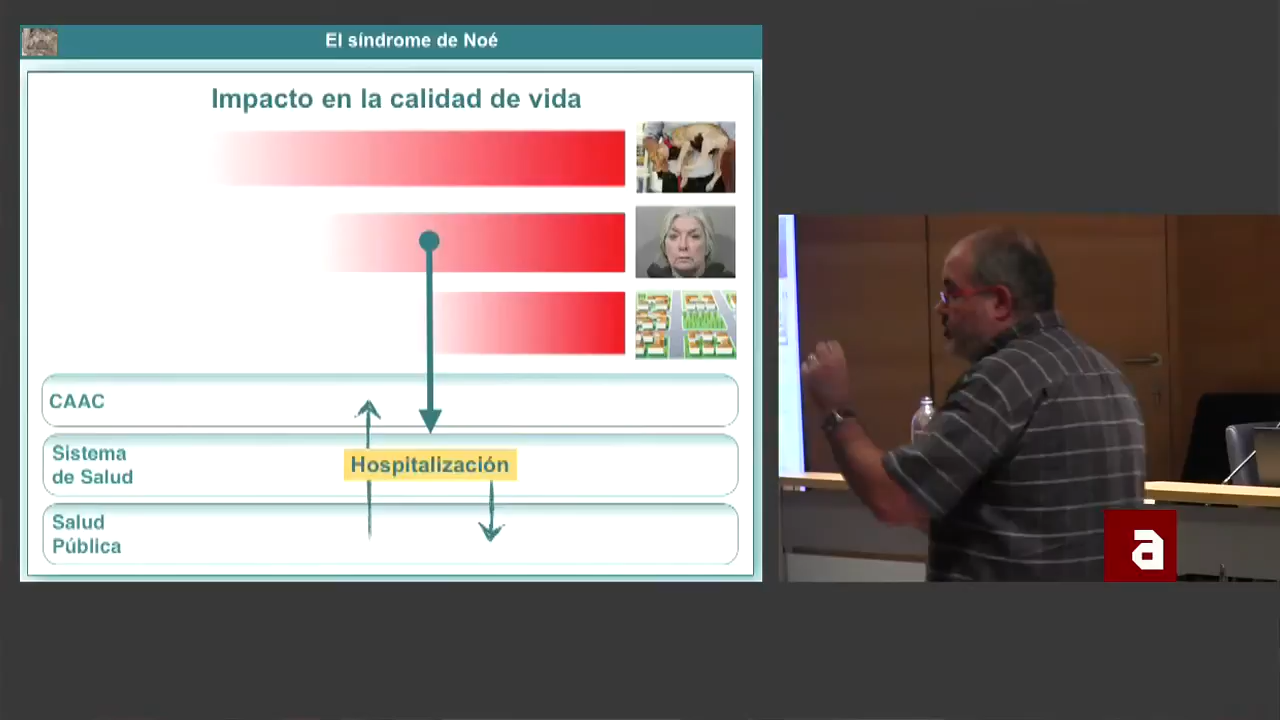 El síndrome de Noé
Impacto en la calidad de vida
CAAC
Sistema
de Salud
Hospitalización
Salud
Pública
a